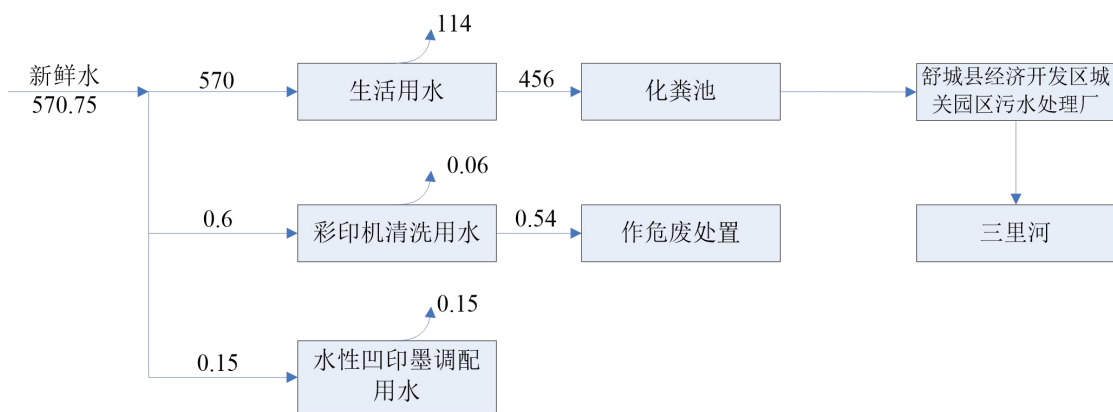 114
新鲜水
570.75
570
生活用水
456
化粪池
舒城县经济开发区城
关园区污水处理厂
0.06
0.6
彩印机清洗用水
0.54
作危废处置
三里河
0.15
0.15
水性凹印墨调配
用水